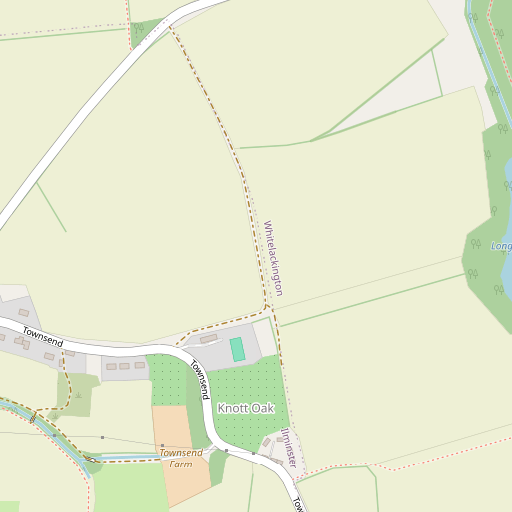 Whitelackington
Long
Townsend
Townsend
Knott Oak
Ilminster
Townsend
Farm
Tow